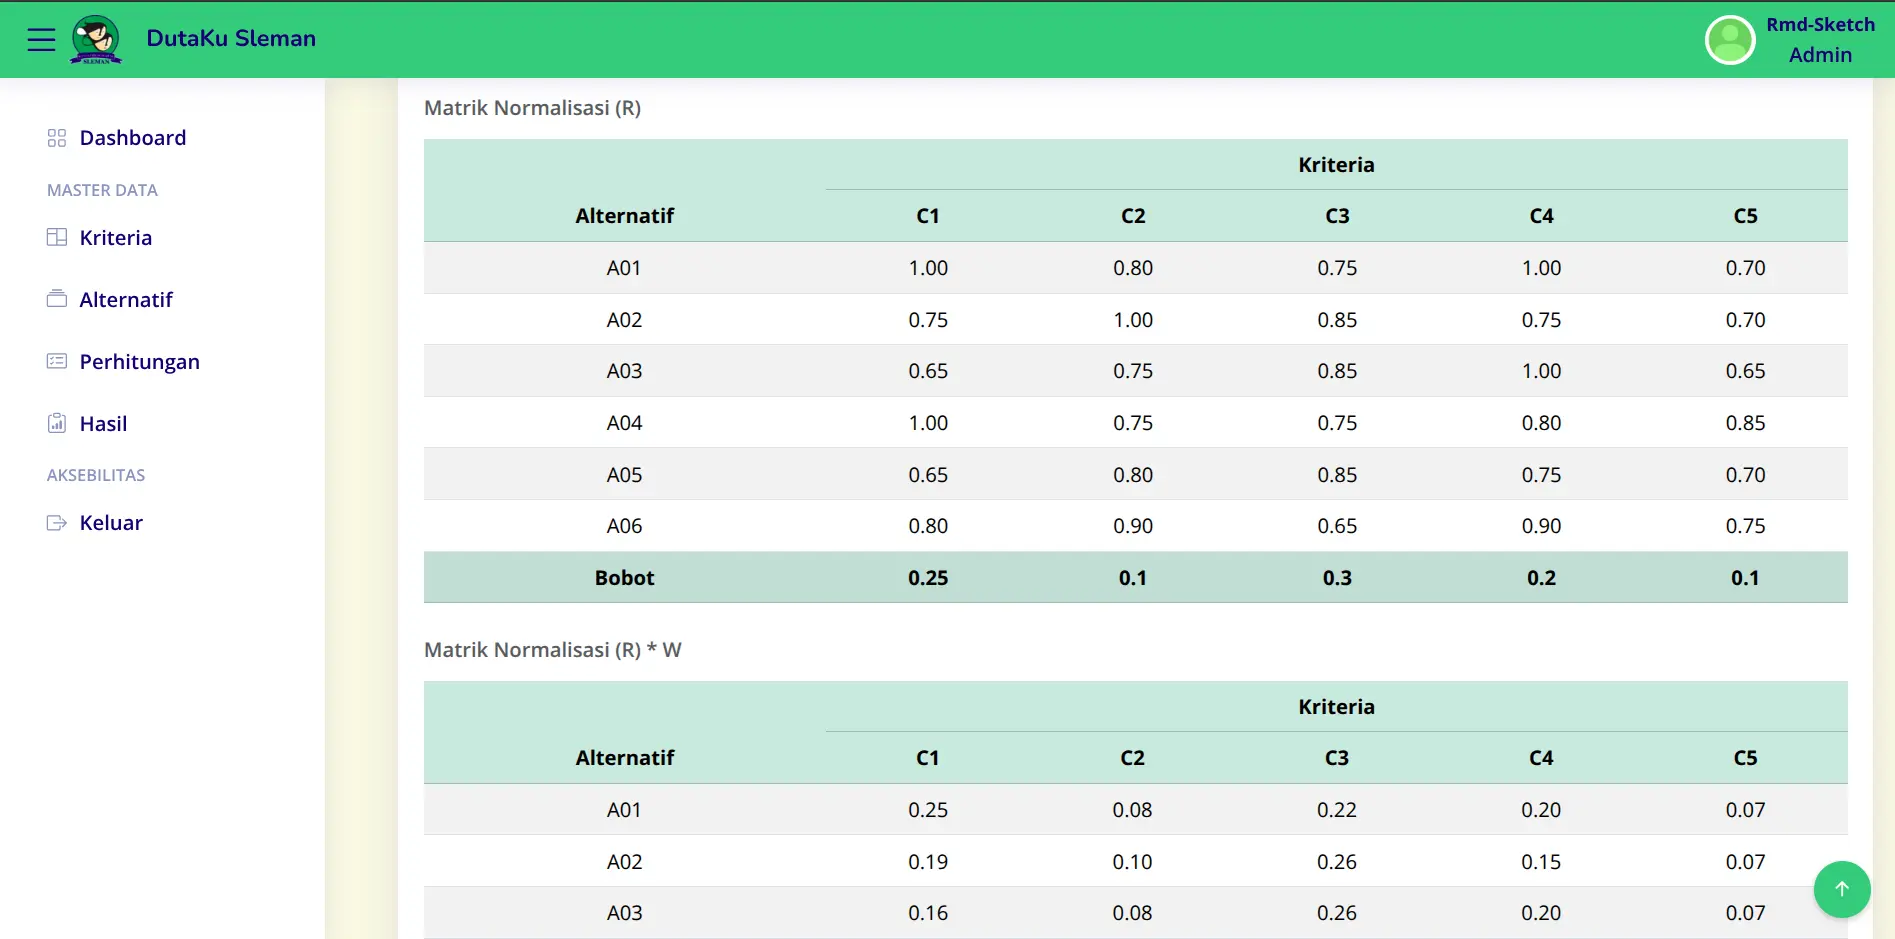 DutaKu Sleman
Rmd-Sketch
Admin
SLEMAN
Dashboard
MASTER DATA
Kriteria
Alternatif
Perhitungan
Hasil
AKSEBILITAS
Keluar
Matrik Normalisasi (R)
Kriteria
Alternatif C1 C2 C3 C4 C5
A01 1.00 0.80 0.75 1.00 0.70
A02 0.75 1.00 0.85 0.75 0.70
A03 0.65 0.75 0.85 1.00 0.65
A04 1.00 0.75 0.75 0.80 0.85
A05 0.65 0.80 0.85 0.75 0.70
A06 0.80 0.90 0.65 0.90 0.75
Bobot 0.25 0.1 0.3 0.2 0.1
Matrik Normalisasi (R) * W
Kriteria
Alternatif C1 C2 C3 C4 C5
A01 0.25 0.08 0.22 0.20 0.07
A02 0.19 0.10 0.26 0.15 0.07
A03 0.16 0.08 0.26 0.20 0.07